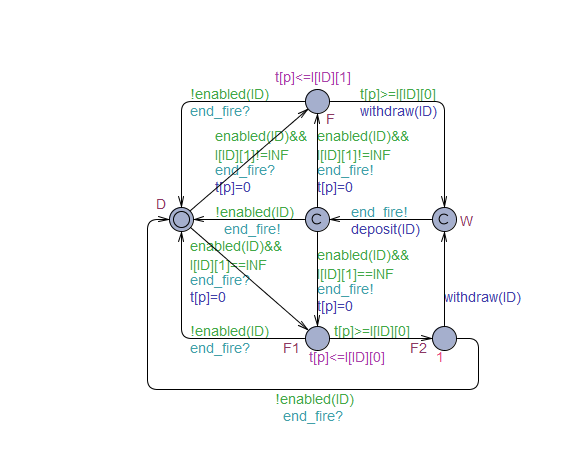 t[p]<=I[ID][1]
!enabled(ID)
end_fire?
t[p]>=I[ID][0]
withdraw(ID)
F
enabled(ID)&&
I[ID][1]!=INF
end_fire?
t[p]=0
enabled(ID)&&
I[ID][1]!=INF
end_fire!
t[p]=0
D
!enabled(ID)
end_fire!
C
end_fire!
deposit(ID)
C
W
enabled(ID)&&
I[ID][1]==INF
end_fire?
t[p]=0
enabled(ID)&&
I[ID][1]==INF
end_fire!
t[p]=0
withdraw(ID)
!enabled(ID)
end_fire?
F1
t[p]<=I[ID][0]
t[p]>=I[ID][0]
F2
1
!enabled(ID)
end_fire?